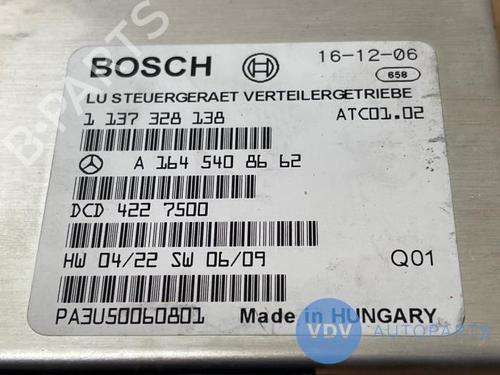 BOSCH
16-12-06
658
LU STEUERGERAET VERTEILERGETRIEBE
1 137 328 138
ATC01.02
A 164 540 86 62
DCD 422 7500
HW 04/22 SW 06/09
Q01
PA3U50060801
Made in HUNGARY
VDV AUTOPARTS
B-PARTS